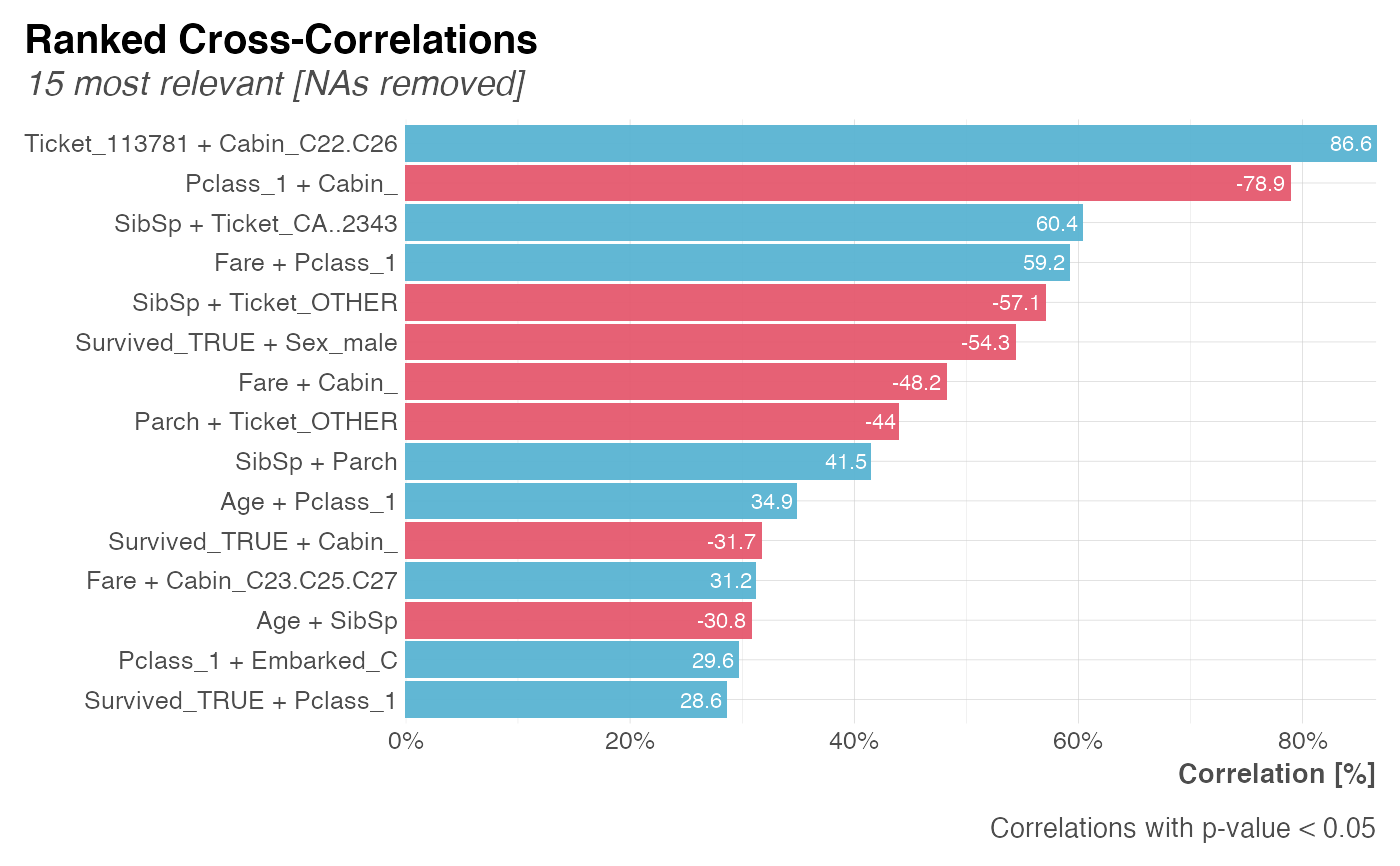 Ranked Cross-Correlations
15 most relevant [NAs removed]
Ticket_113781 + Cabin_C22.C26 86.6
Pclass_1 + Cabin_ -78.9
SibSp + Ticket_CA..2343 60.4
Fare + Pclass_1 59.2
SibSp + Ticket_OTHER -57.1
Survived_TRUE + Sex_male -54.3
Fare + Cabin_ -48.2
Parch + Ticket_OTHER -44
SibSp + Parch 41.5
Age + Pclass_1 34.9
Survived_TRUE + Cabin_ -31.7
Fare + Cabin_C23.C25.C27 31.2
Age + SibSp -30.8
Pclass_1 + Embarked_C 29.6
Survived_TRUE + Pclass_1 28.6
0% 20% 40% 60% 80%
Correlation [%]
Correlations with p-value < 0.05